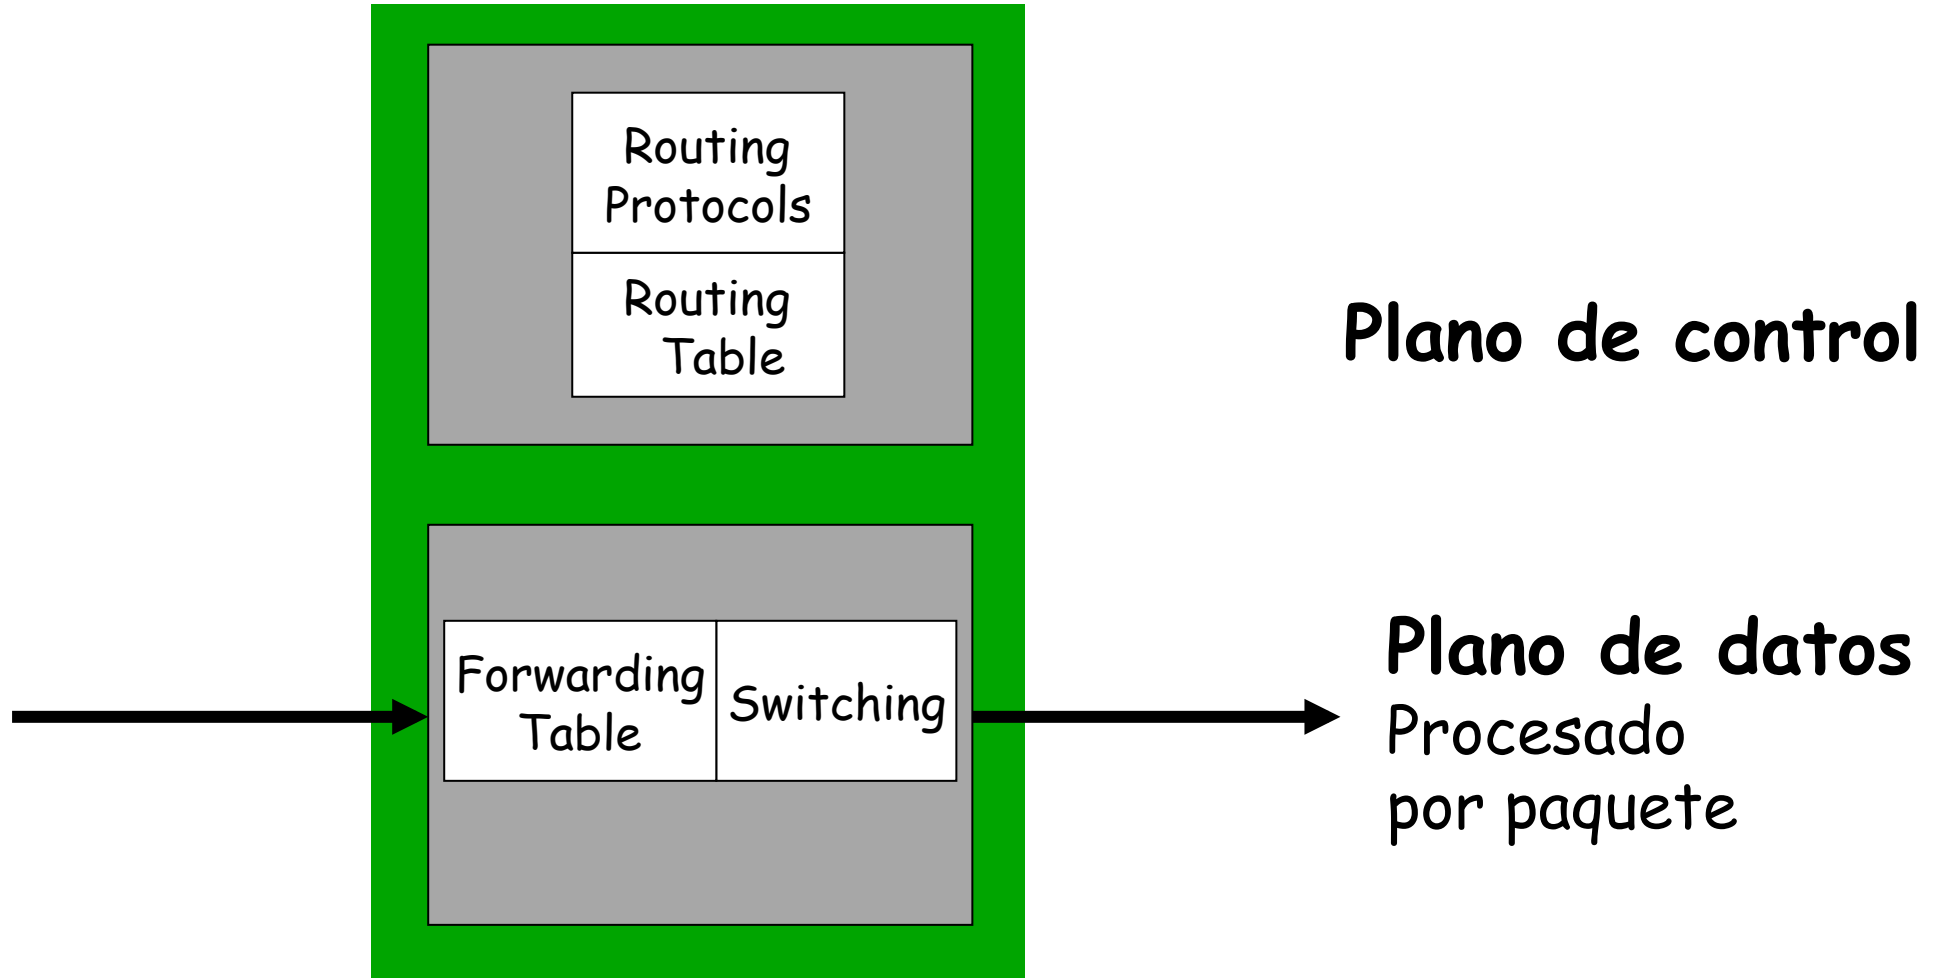 Routing
Protocols
Routing
Table
Plano de control
Forwarding
Table
Switching
Plano de datos
Procesado
por paquete